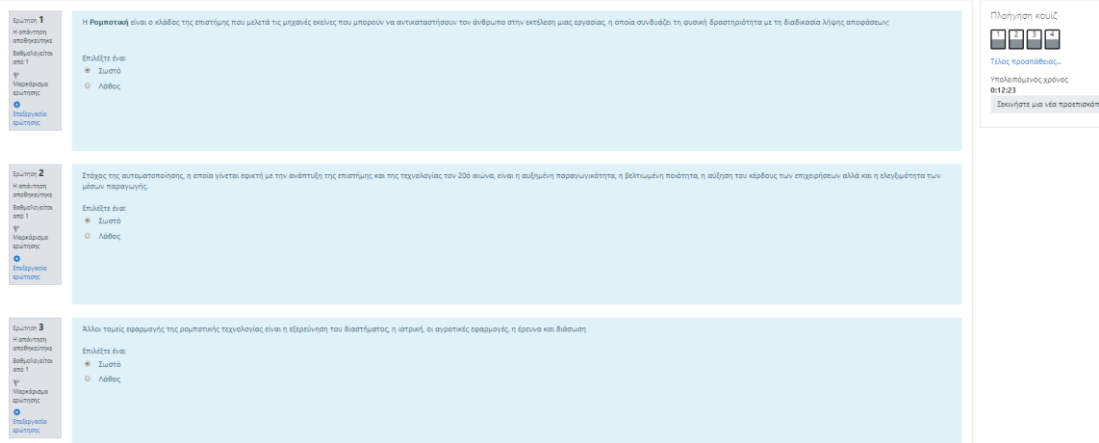 Ερώτηση 1
Η απάντηση
αποθηκεύτηκε
Βαθμολογείται
από 1
Μαρκάρισμα
ερώτησης
Επεξεργασία
ερώτησης
Η Ρομποτική είναι ο κλάδος της επιστήμης που μελετά τις μηχανές εκείνες που μπορούν να αντικαταστήσουν τον άνθρωπο στην εκτέλεση μιας εργασίας, η οποία συνδυάζει τη φυσική δραστηριότητα με τη διαδικασία λήψης αποφάσεως
Επιλέξτε ένα:
Σωστό
Λάθος
Ερώτηση 2
Η απάντηση
αποθηκεύτηκε
Βαθμολογείται
από 1
Μαρκάρισμα
ερώτησης
Επεξεργασία
ερώτησης
Στόχος της αυτοματοποίησης, η οποία γίνεται εφικτή με την ανάπτυξη της επιστήμης και της τεχνολογίας τον 20ό αιώνα, είναι η αυξημένη παραγωγικότητα, η βελτιωμένη ποιότητα, η αύξηση του κέρδους των επιχειρήσεων αλλά και η ελεγξιμότητα των
μέσων παραγωγής.
Επιλέξτε ένα:
Σωστό
Λάθος
Ερώτηση 3
Η απάντηση
αποθηκεύτηκε
Βαθμολογείται
από 1
Μαρκάρισμα
ερώτησης
Επεξεργασία
ερώτησης
Άλλοι τομείς εφαρμογής της ρομποτικής τεχνολογίας είναι η εξερεύνηση του διαστήματος, η ιατρική, οι αγροτικές εφαρμογές, η έρευνα και διάσωση
Επιλέξτε ένα:
Σωστό
Λάθος
Πλοήγηση κουίζ
1 2 3 4
Τέλος προσπάθειας...
Υπολειπόμενος χρόνος
0:12:23
Ξεκινήστε μια νέα προεπισκόπ